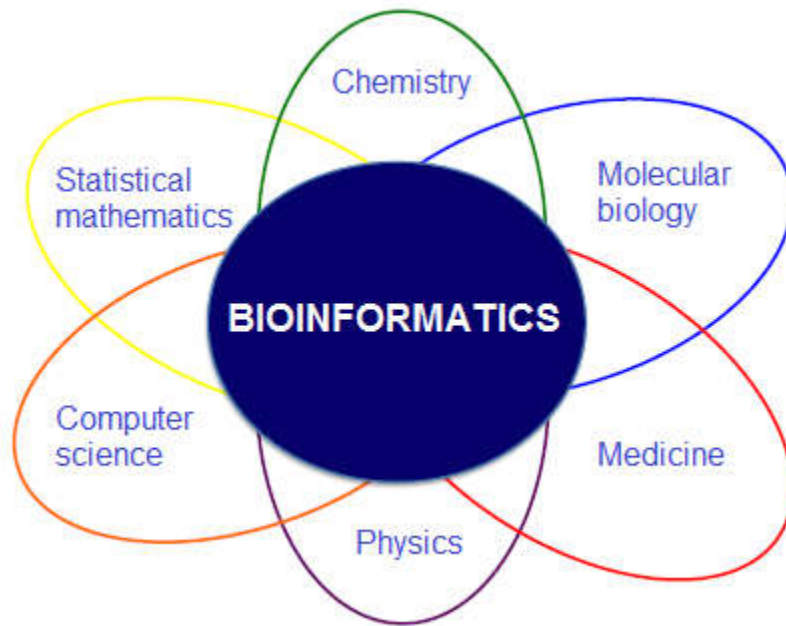 Chemistry
Statistical
mathematics
Molecular
biology
BIOINFORMATICS
Computer
science
Medicine
Physics